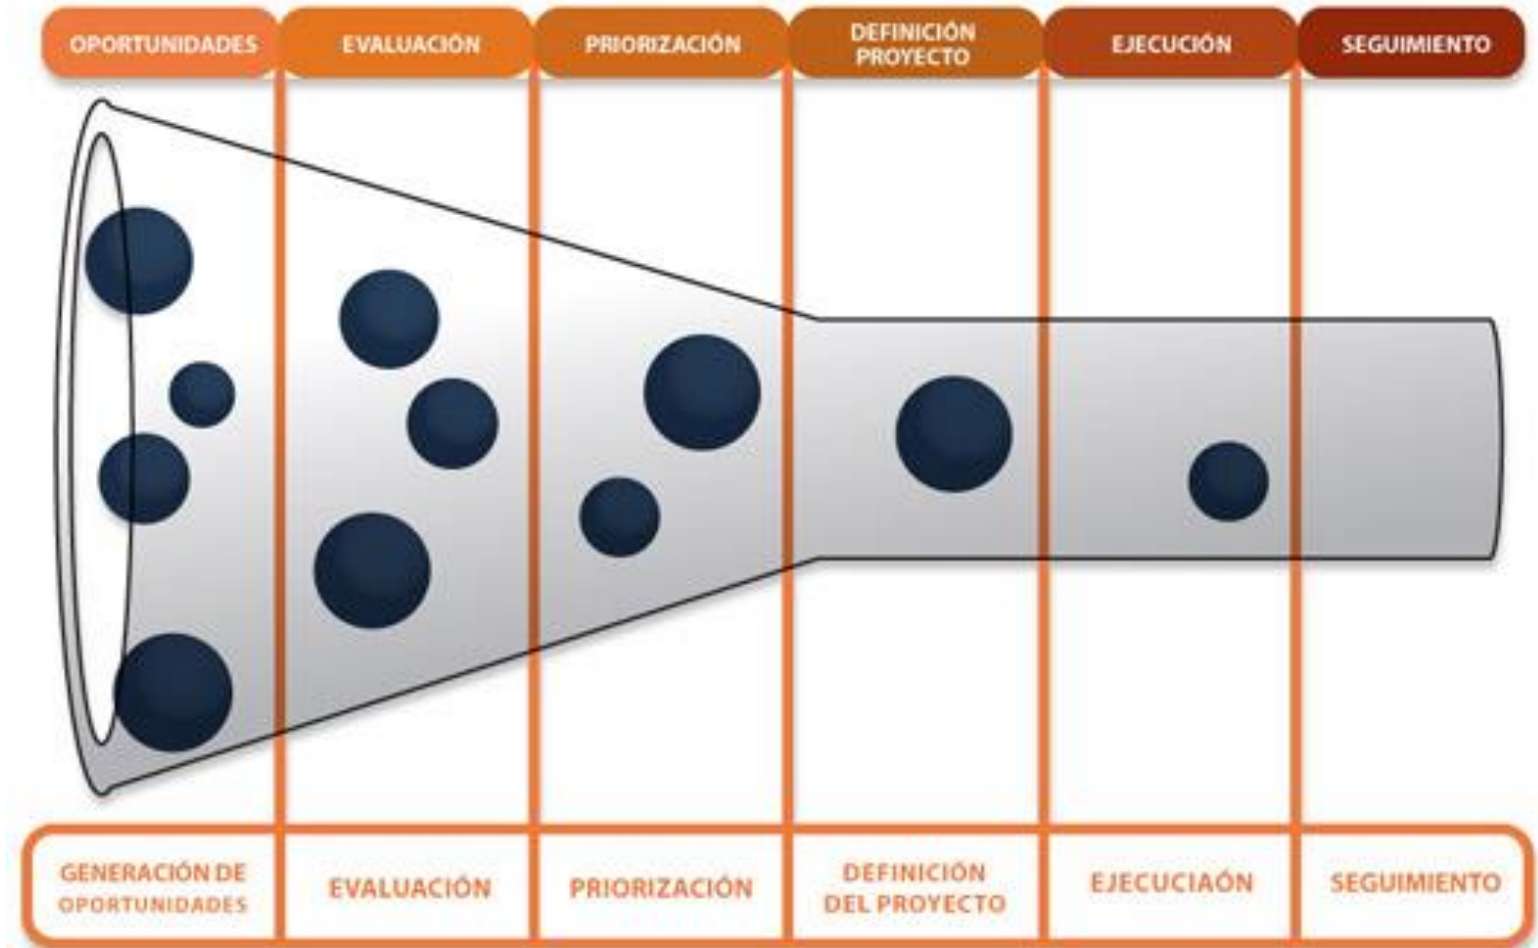 OPORTUNIDADES
EVALUACIÓN
PRIORIZACIÓN
DEFINICIÓN
PROYECTO
EJECUCIÓN
SEGUIMIENTO
GENERACIÓN DE
OPORTUNIDADES
EVALUACIÓN
PRIORIZACIÓN
DEFINICIÓN
DEL PROYECTO
EJECUCIAÓN
SEGUIMIENTO